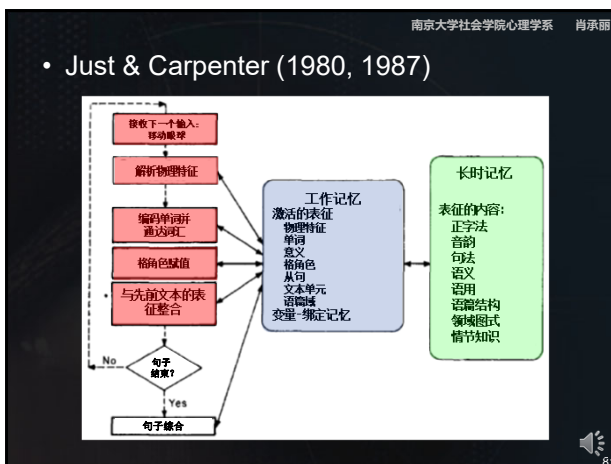 南京大学社会学院心理学系 肖承丽
• Just & Carpenter (1980, 1987)
接收下一个输入:
移动眼球
解析物理特征
编码单词并
通达词汇
格角色赋值
与先前文本的表
征整合
No
句子
结束?
Yes
句子综合
工作记忆
激活的表征
物理特征
单词
意义
格角色
从句
文本单元
语篇域
变量-绑定记忆
长时记忆
表征的内容:
正字法
音韵
句法
语义
语用
语篇结构
领域图式
情节知识